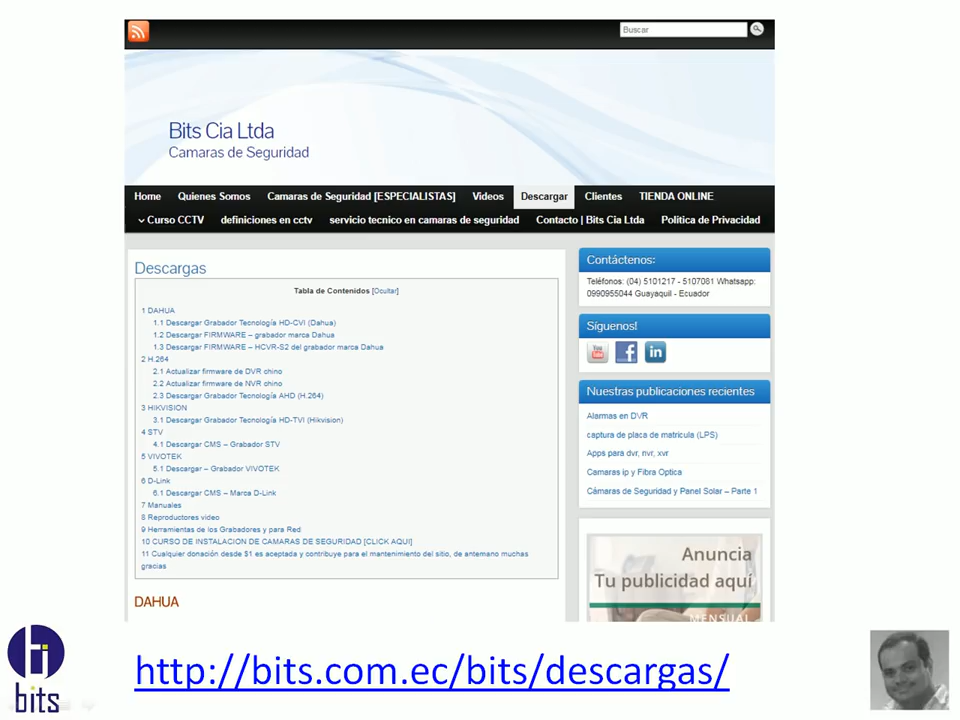 Buscar
Bits Cia Ltda
Camaras de Seguridad
Home Quienes Somos Camaras de Seguridad [ESPECIALISTAS] Videos Descargar Clientes TIENDA ONLINE
Curso CCTV definiciones en cctv servicio tecnico en camaras de seguridad Contacto | Bits Cia Ltda Politica de Privacidad
Descargas
Tabla de Contenidos [Ocultar]
1 DAHUA
1.1 Descargar Grabador Tecnología HD-CVI (Dahua)
1.2 Descargar FIRMWARE – grabador marca Dahua
1.3 Descargar FIRMWARE – HCVR-S2 del grabador marca Dahua
2 H.264
2.1 Actualizar firmware de DVR chino
2.2 Actualizar firmware de NVR chino
2.3 Descargar Grabador Tecnología AHD (H.264)
3 HIKVISION
3.1 Descargar Grabador Tecnología HD-TVI (Hikvision)
4 STV
4.1 Descargar CMS – Grabador STV
5 VIVOTEK
5.1 Descargar – Grabador VIVOTEK
6 D-Link
6.1 Descargar CMS – Marca D-Link
7 Manuales
8 Reproductores video
9 Herramientas de los Grabadores y para Red
10 CURSO DE INSTALACION DE CAMARAS DE SEGURIDAD [CLICK AQUI]
11 Cualquier donación desde $1 es aceptada y contribuye para el mantenimiento del sitio, de antemano muchas
gracias
DAHUA
Contáctenos:
Teléfonos: (04) 5101217 - 5107081 Whatsapp:
0990955044 Guayaquil - Ecuador
Síguenos!
You
Tube
Nuestras publicaciones recientes
Alarmas en DVR
captura de placa de matricula (LPS)
Apps para dvr, nvr, xvr
Camaras ip y Fibra Optica
Cámaras de Seguridad y Panel Solar – Parte 1
Anuncia
Tu publicidad aquí
MENSUAL
bits
http://bits.com.ec/bits/descargas/